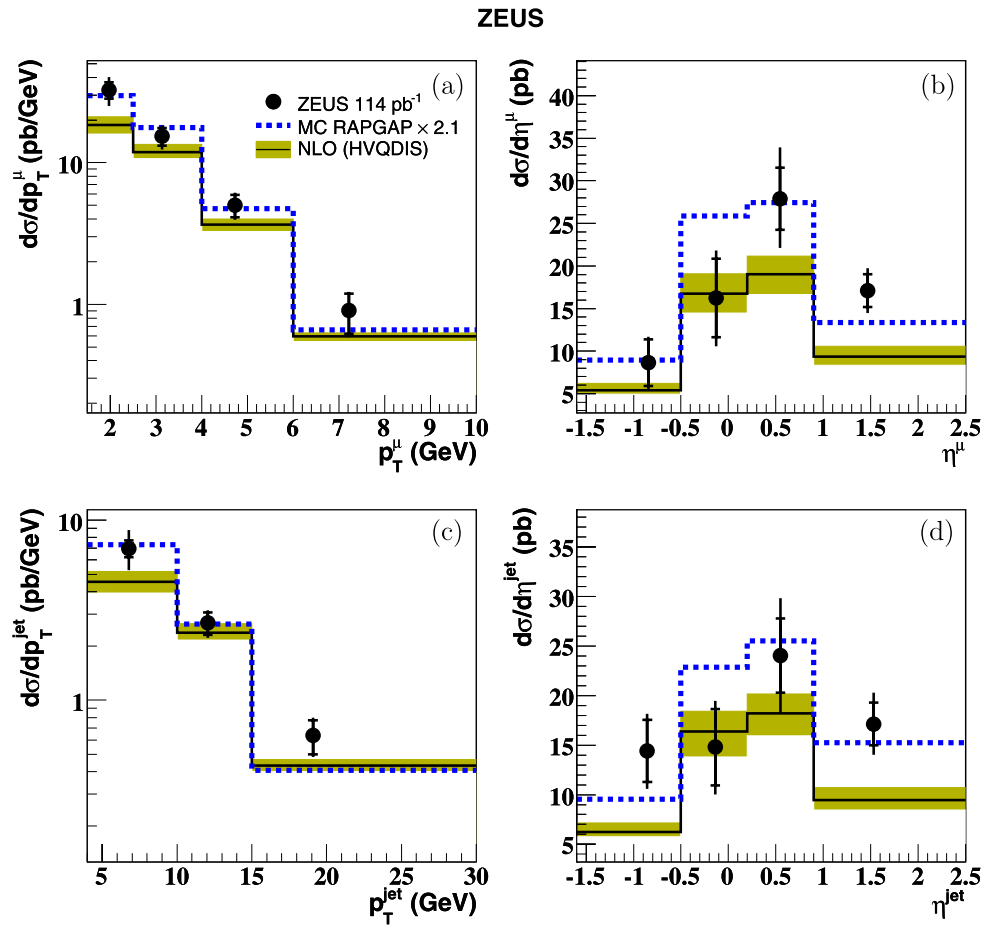 ZEUS
(a)
dσ/dp_T^μ (pb/GeV)
ZEUS 114 pb⁻¹
MC RAPGAP × 2.1
NLO (HVQDIS)
10
1
2 3 4 5 6 7 8 9 10
p_T^μ (GeV)
(b)
dσ/dη^μ (pb)
40
35
30
25
20
15
10
5
-1.5 -1 -0.5 0 0.5 1 1.5 2 2.5
η^μ
(c)
dσ/dp_T^jet (pb/GeV)
10
1
5 10 15 20 25 30
p_T^jet (GeV)
(d)
dσ/dη^jet (pb)
35
30
25
20
15
10
5
-1.5 -1 -0.5 0 0.5 1 1.5 2 2.5
η^jet